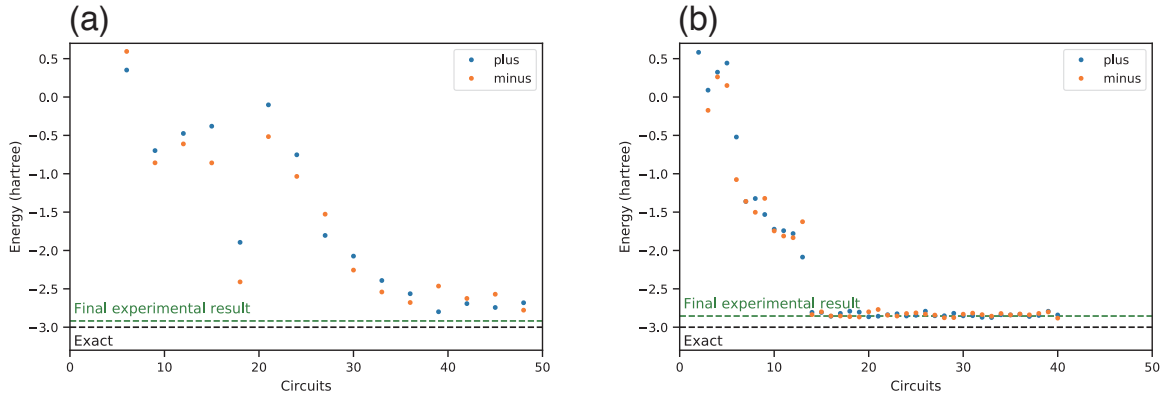 (a)
plus
minus
0.5
0.0
−0.5
−1.0
−1.5
−2.0
−2.5
−3.0
Energy (hartree)
Final experimental result
Exact
0 10 20 30 40 50
Circuits
(b)
plus
minus
0.5
0.0
−0.5
−1.0
−1.5
−2.0
−2.5
−3.0
Energy (hartree)
Final experimental result
Exact
0 10 20 30 40 50
Circuits